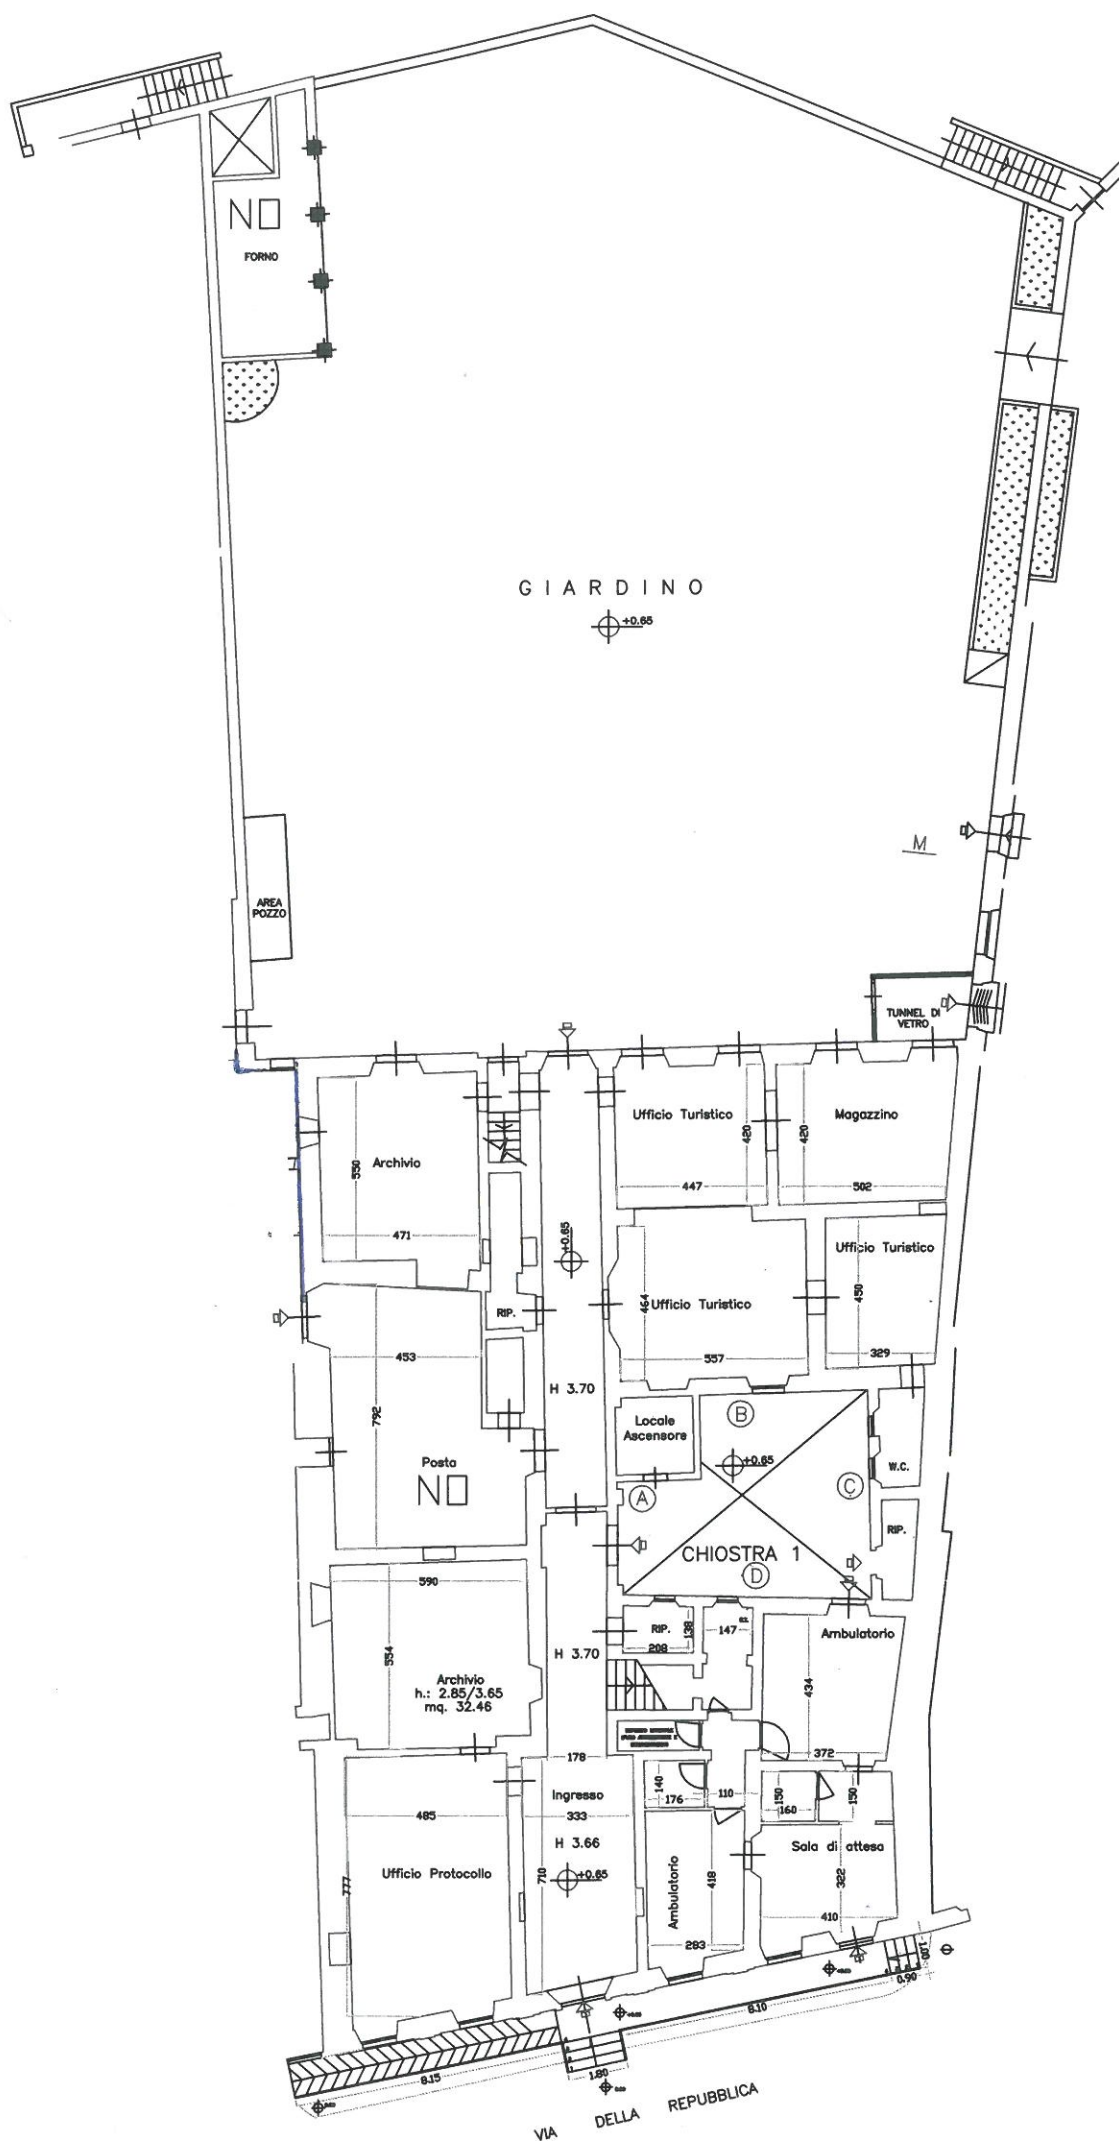 NO
FORNO
GIARDINO
+0.65
M
AREA
POZZO
TUNNEL DI
VETRO
Ufficio Turistico
420
447
Magazzino
420
502
Archivio
550
471
+0.65
Ufficio Turistico
450
329
Ufficio Turistico
464
557
RIP.
453
792
H 3.70
Locale
Ascensore
B
+0.65
Posta
NO
W.C.
A
C
RIP.
CHIOSTRA 1
D
590
554
Archivio
h.: 2.85/3.65
mq. 32.46
H 3.70
RIP.
138
208
147
Ambulatorio
434
372
178
Ingresso
333
H 3.66
710
+0.65
140
176
110
150
160
150
485
Ufficio Protocollo
777
Ambulatorio
418
283
Sala di attesa
322
410
1.00
0.90
8.10
8.15
1.80
VIA DELLA REPUBBLICA